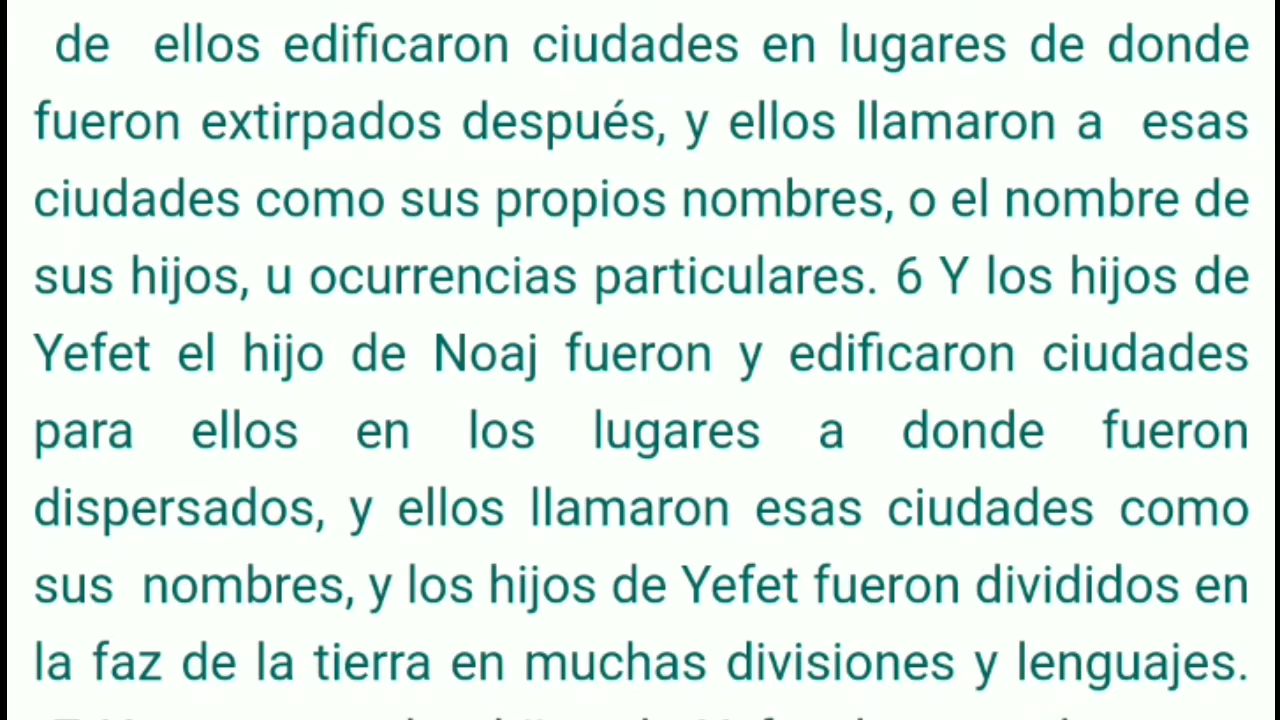 de ellos edificaron ciudades en lugares de donde
fueron extirpados después, y ellos llamaron a esas
ciudades como sus propios nombres, o el nombre de
sus hijos, u ocurrencias particulares. 6 Y los hijos de
Yefet el hijo de Noaj fueron y edificaron ciudades
para ellos en los lugares a donde fueron
dispersados, y ellos llamaron esas ciudades como
sus nombres, y los hijos de Yefet fueron divididos en
la faz de la tierra en muchas divisiones y lenguajes.